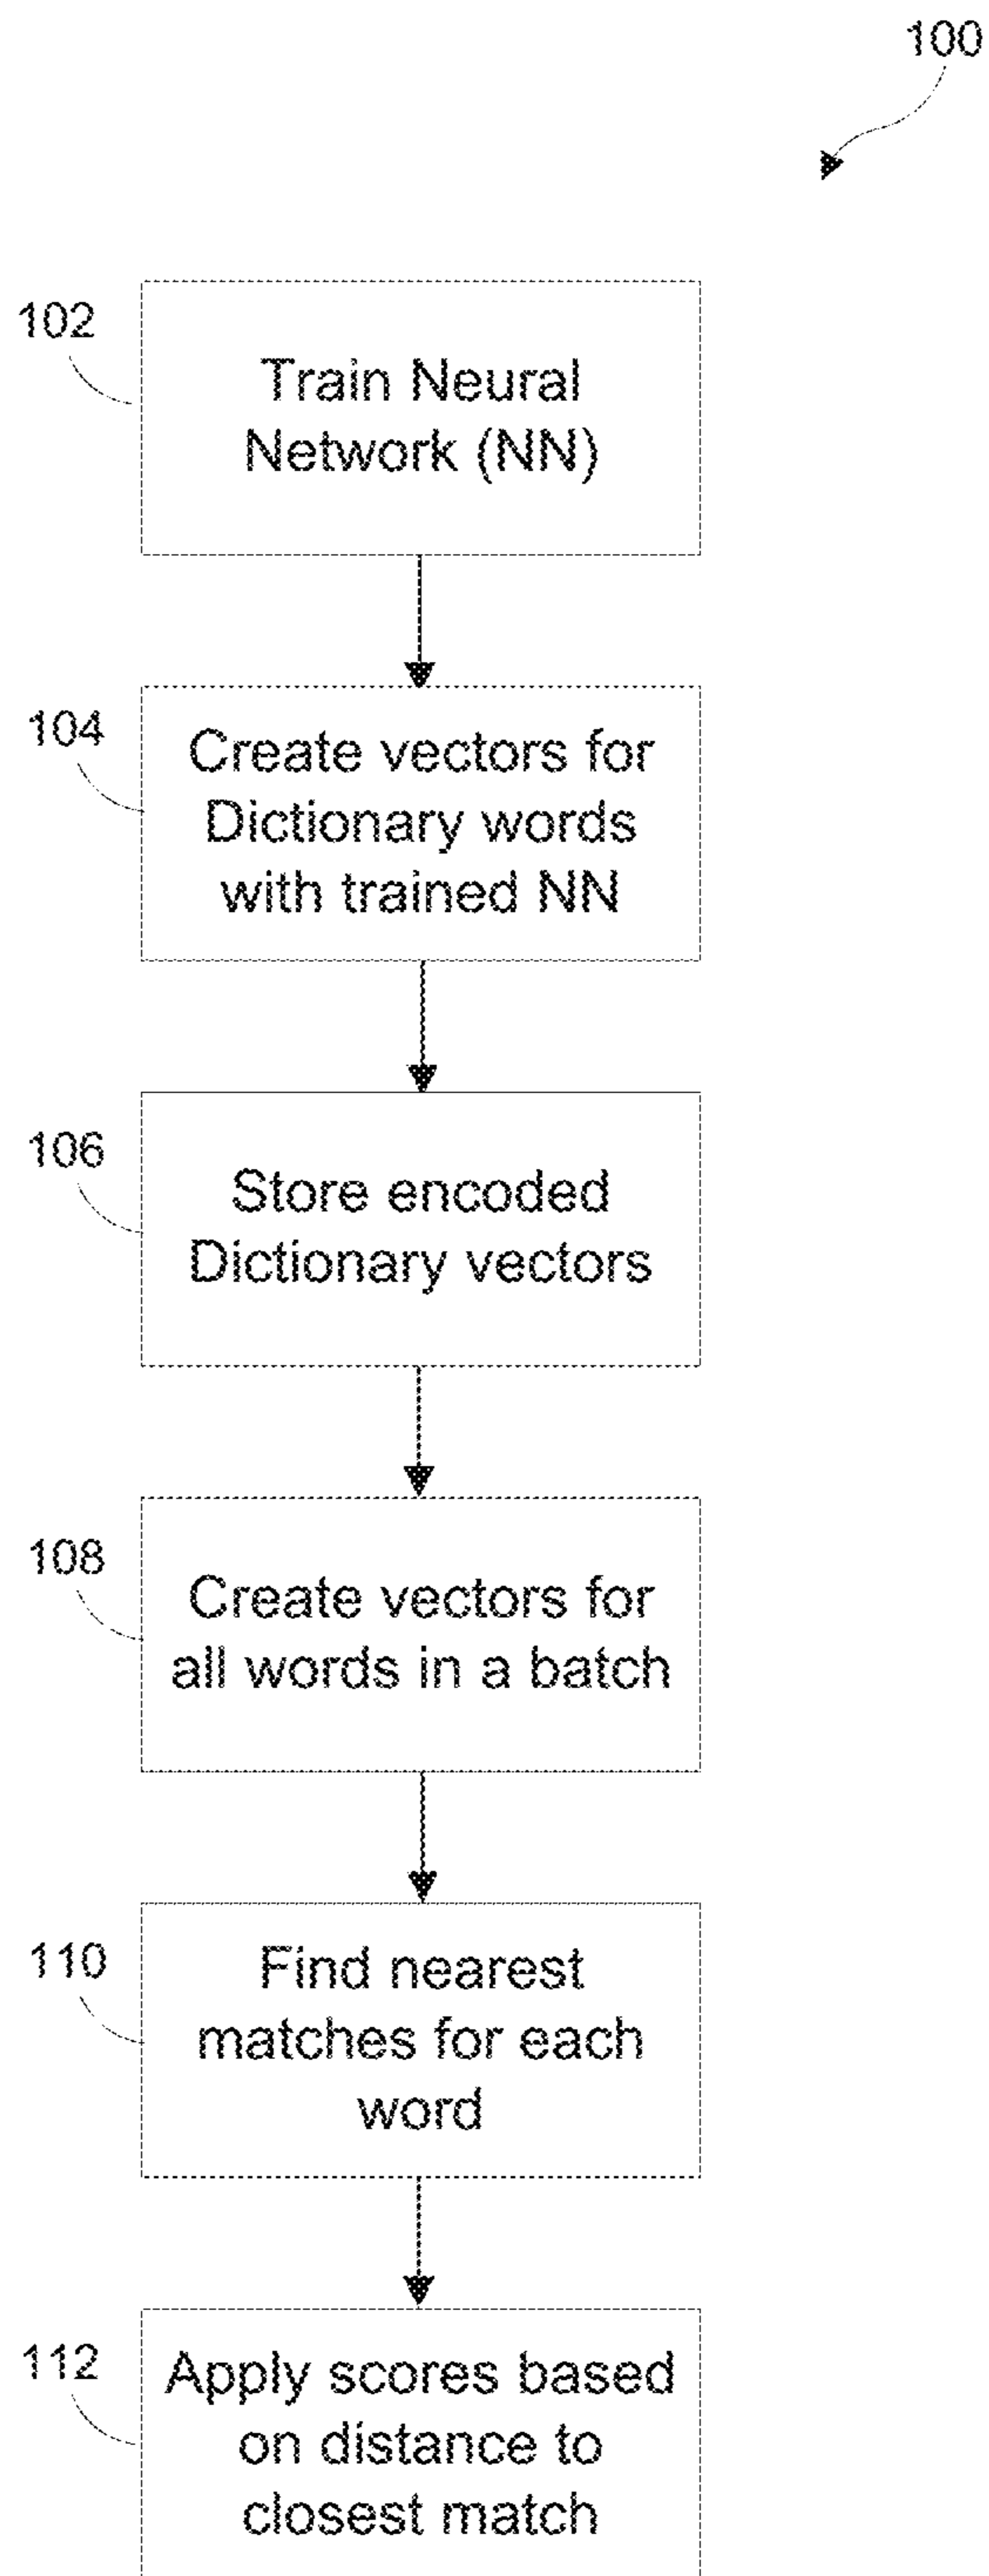 100
102
Train Neural
Network (NN)
104
Create vectors for
Dictionary words
with trained NN
106
Store encoded
Dictionary vectors
108
Create vectors for
all words in a batch
110
Find nearest
matches for each
word
112
Apply scores based
on distance to
closest match